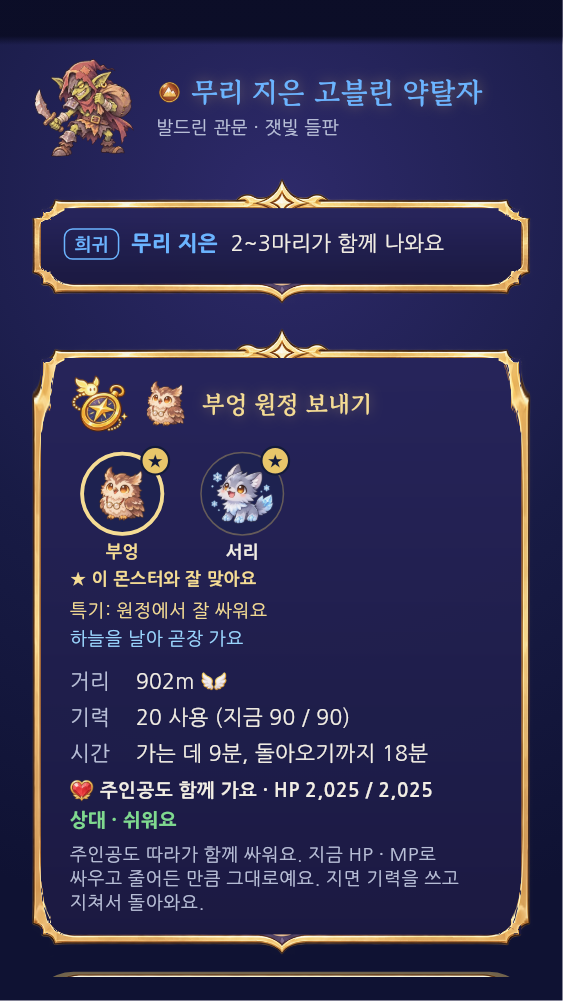 무리 지은 고블린 약탈자
발드린 관문 · 잿빛 들판
희귀 무리 지은 2~3마리가 함께 나와요
부엉 원정 보내기
★ ★
부엉 서리
★ 이 몬스터와 잘 맞아요
특기: 원정에서 잘 싸워요
하늘을 날아 곧장 가요
거리 902m
기력 20 사용 (지금 90 / 90)
시간 가는 데 9분, 돌아오기까지 18분
주인공도 함께 가요 · HP 2,025 / 2,025
상대 · 쉬워요
주인공도 따라가 함께 싸워요. 지금 HP · MP로
싸우고 줄어든 만큼 그대로예요. 지면 기력을 쓰고
지쳐서 돌아와요.